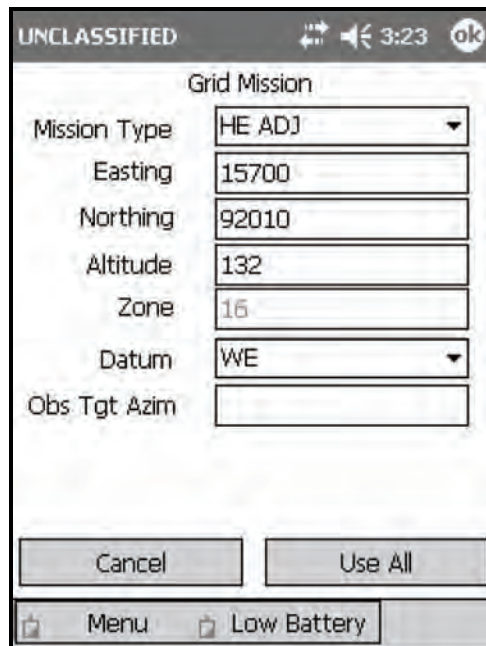 UNCLASSIFIED 3:23 ok
Grid Mission
Mission Type HE ADJ
Easting 15700
Northing 92010
Altitude 132
Zone 16
Datum WE
Obs Tgt Azim
Cancel Use All
Menu Low Battery